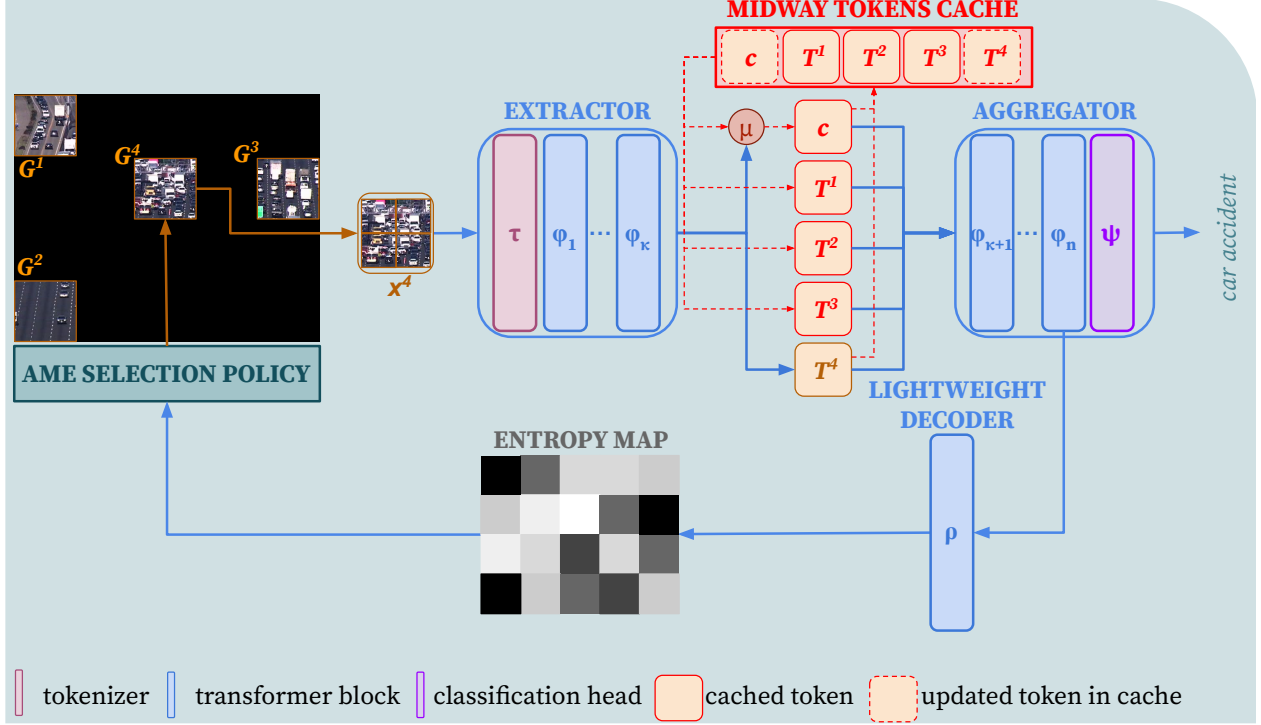 MIDWAY TOKENS CACHE
c T¹ T² T³ T⁴
EXTRACTOR
AGGREGATOR
G¹
G⁴
G³
G²
x⁴
τ φ₁ ... φκ
μ
c
T¹
T²
T³
T⁴
φκ+1 ... φn ψ
car accident
AME SELECTION POLICY
LIGHTWEIGHT
DECODER
ENTROPY MAP
ρ
tokenizer transformer block classification head cached token updated token in cache